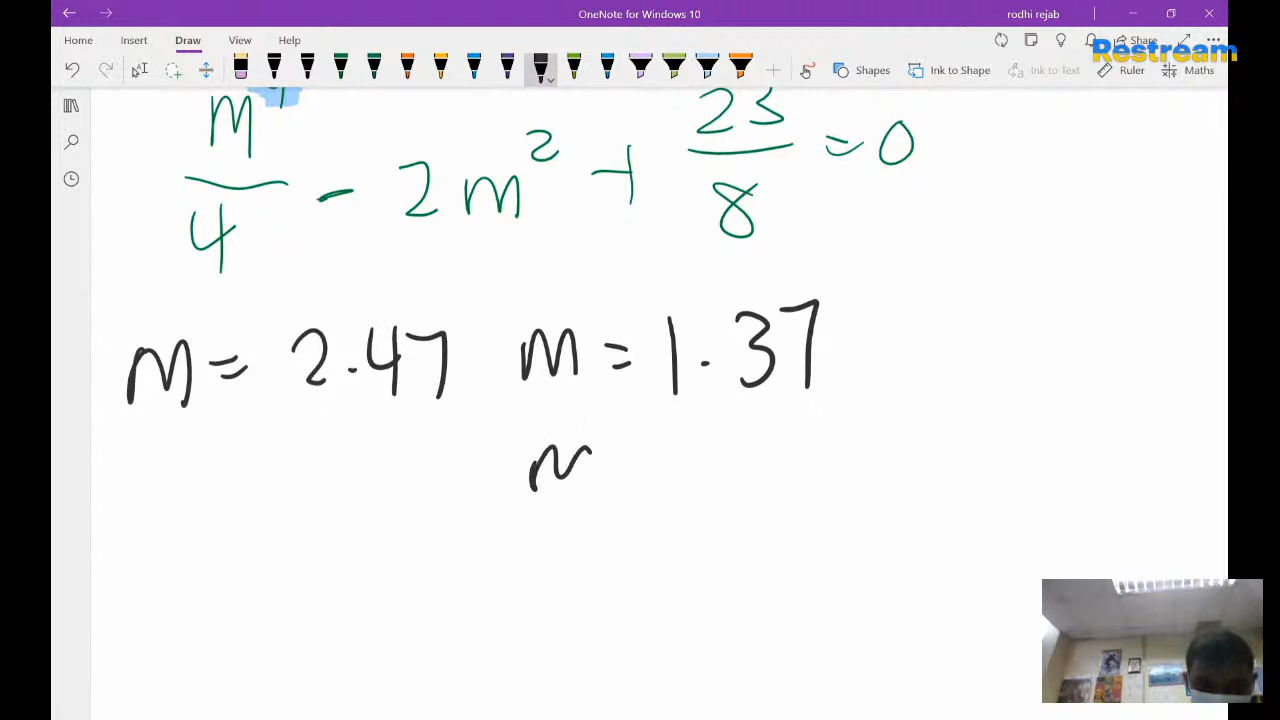 OneNote for Windows 10
rodhi rejab
Home Insert Draw View Help
Share
Restream
Shapes Ink to Shape Ink to Text Ruler Maths
m⁴/4 - 2m² + 23/8 = 0
m = 2.47 m = 1.37
m